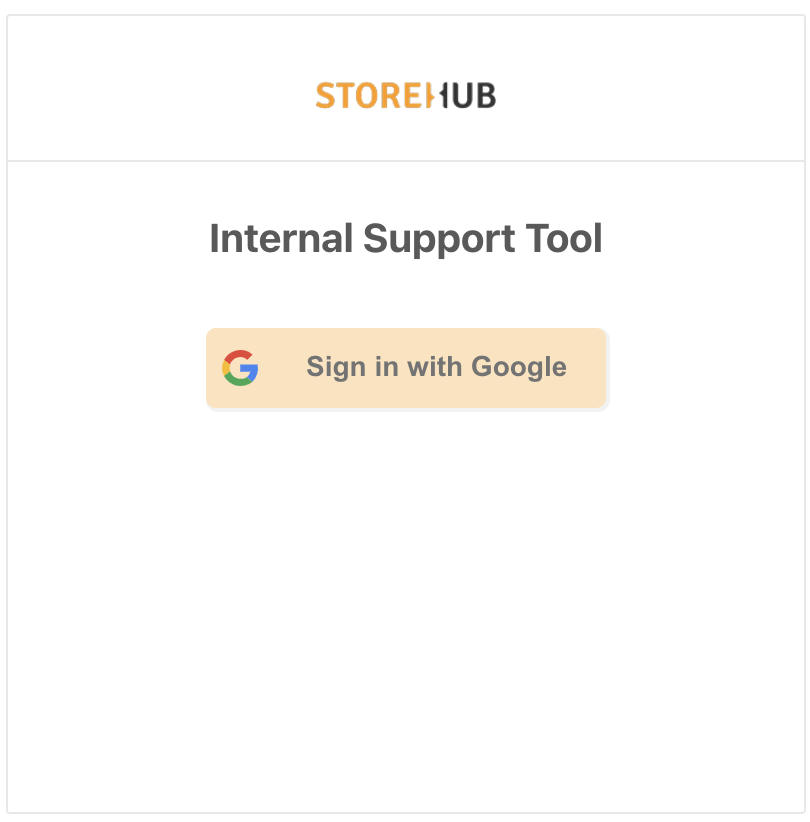 STOREHUB
Internal Support Tool
Sign in with Google